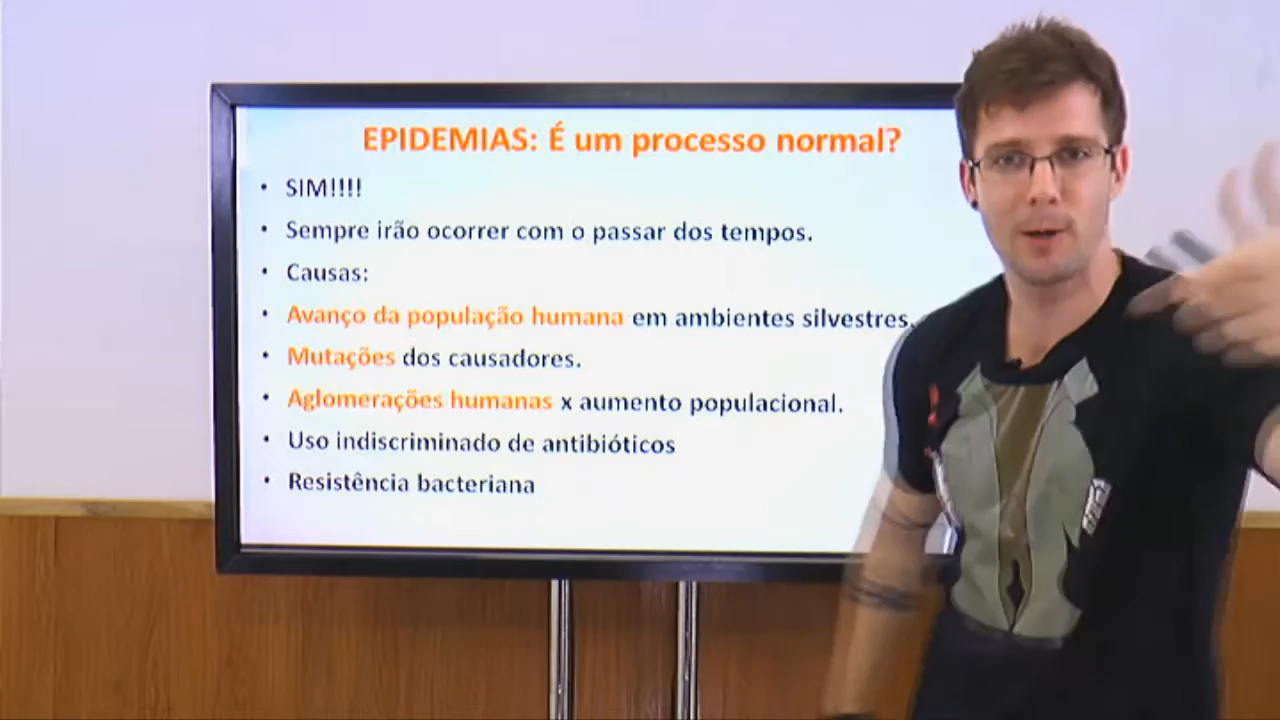 EPIDEMIAS: É um processo normal?
• SIM!!!!
• Sempre irão ocorrer com o passar dos tempos.
• Causas:
• Avanço da população humana em ambientes silvestres.
• Mutações dos causadores.
• Aglomerações humanas x aumento populacional.
• Uso indiscriminado de antibióticos
• Resistência bacteriana